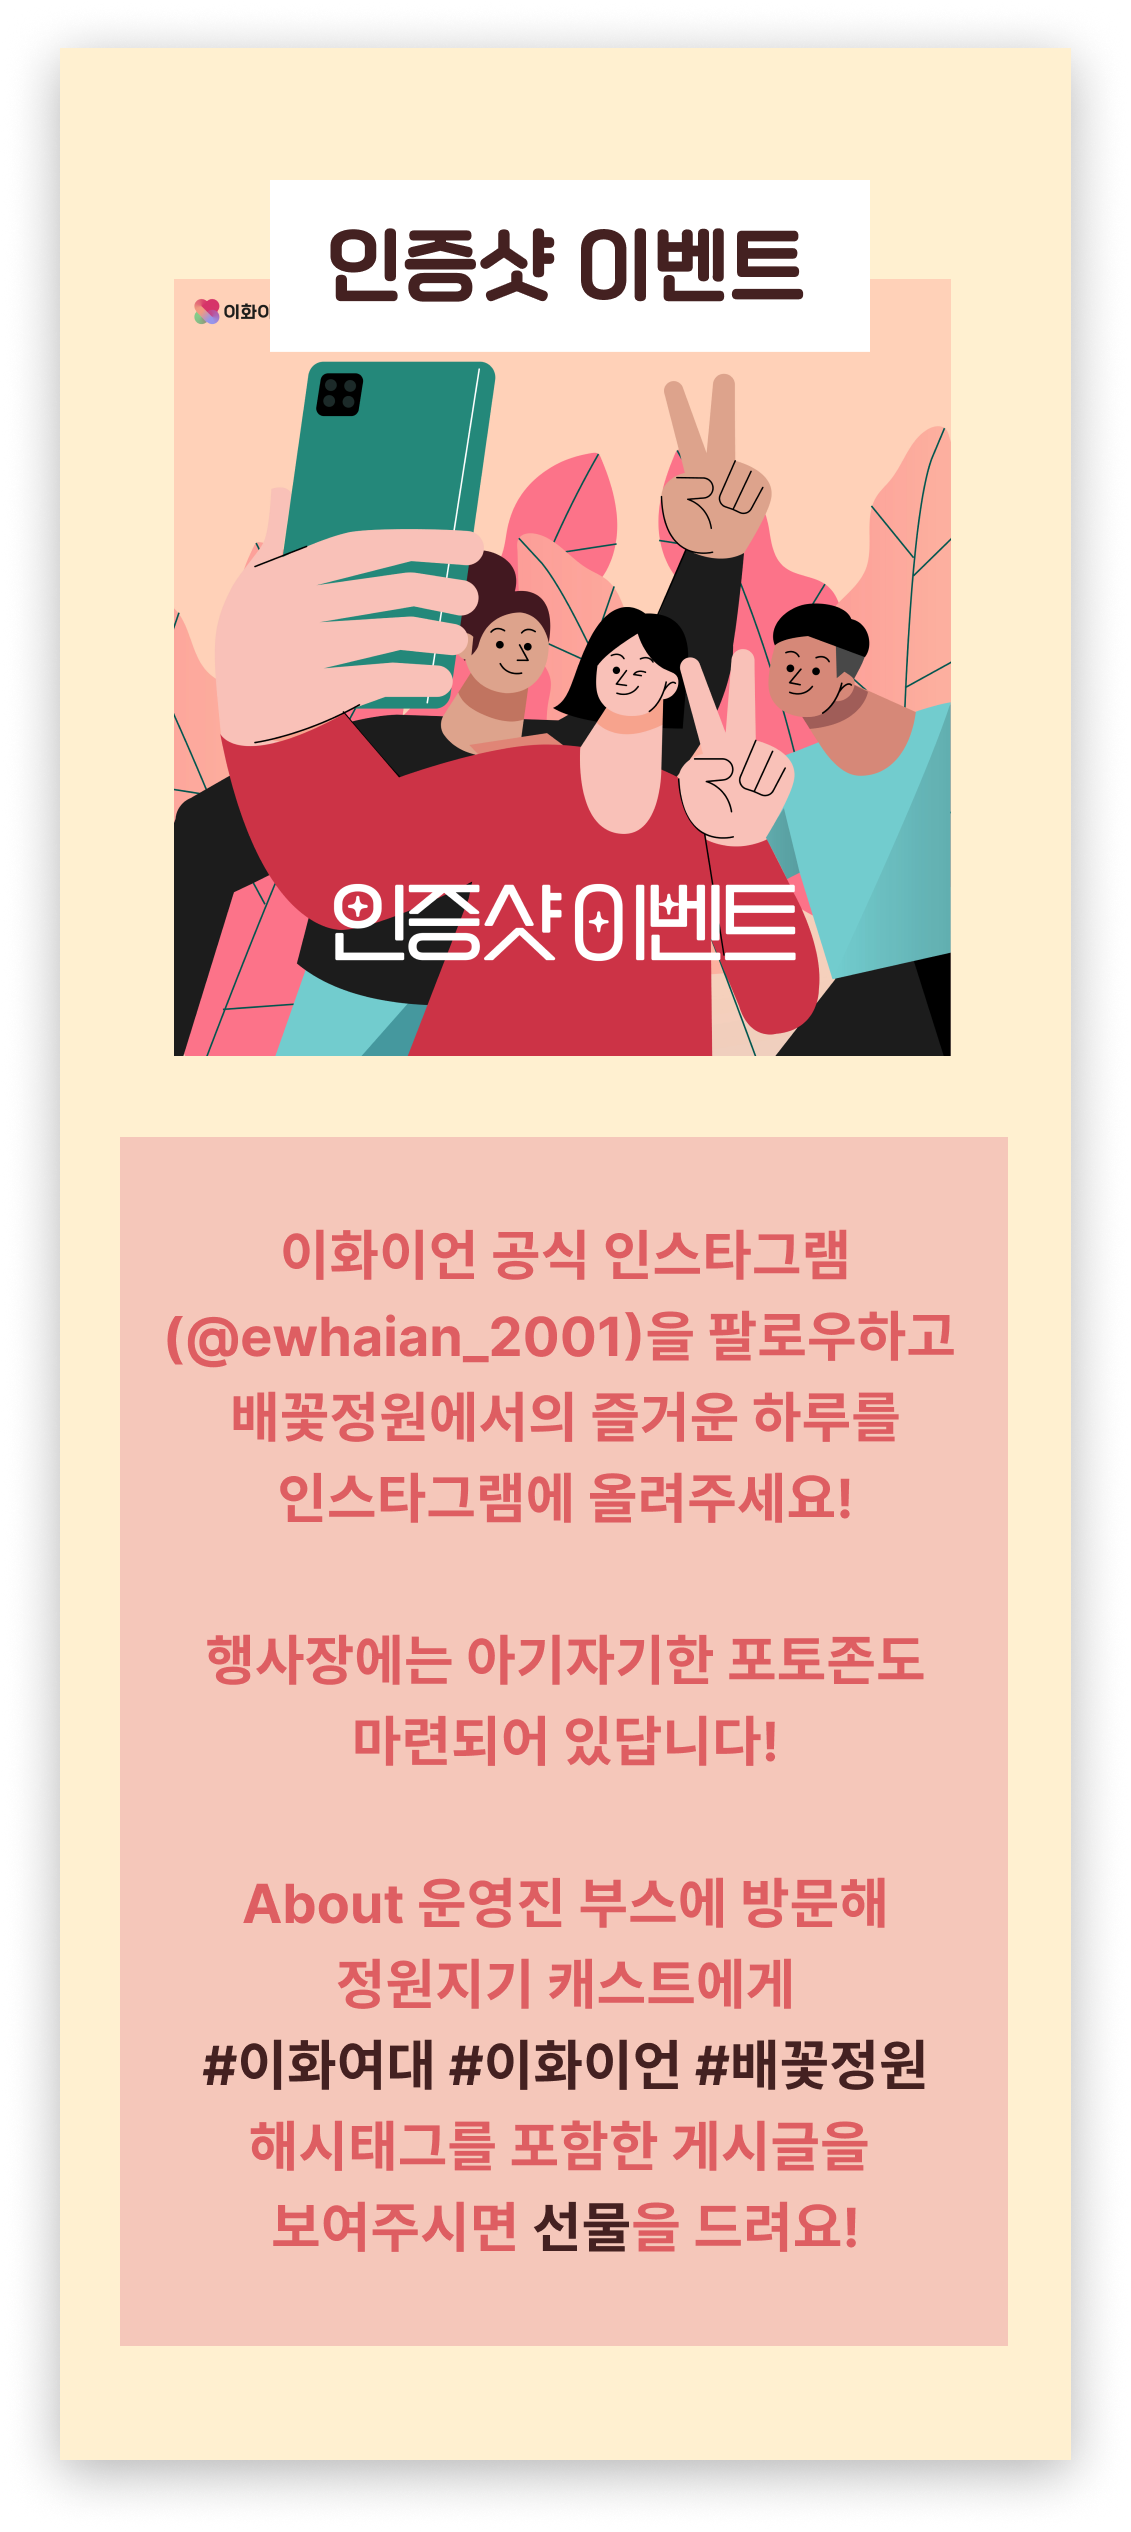 인증샷 이벤트
이화이
인증샷 이벤트
이화이언 공식 인스타그램
(@ewhaian_2001)을 팔로우하고
배꽃정원에서의 즐거운 하루를
인스타그램에 올려주세요!
행사장에는 아기자기한 포토존도
마련되어 있답니다!
About 운영진 부스에 방문해
정원지기 캐스트에게
#이화여대 #이화이언 #배꽃정원
해시태그를 포함한 게시글을
보여주시면 선물을 드려요!